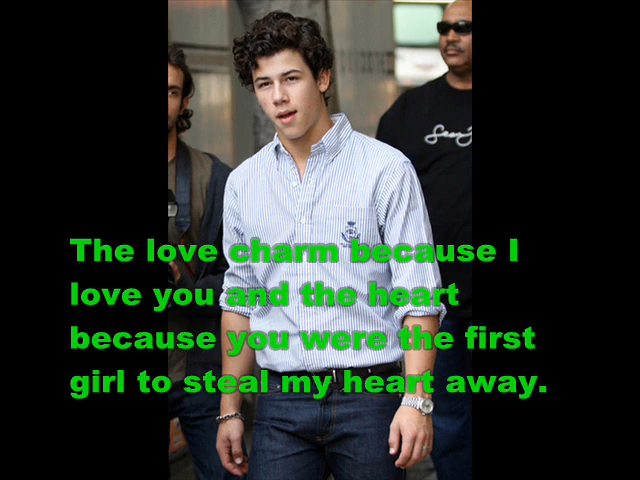 The love charm because I
love you and the heart
because you were the first
girl to steal my heart away.